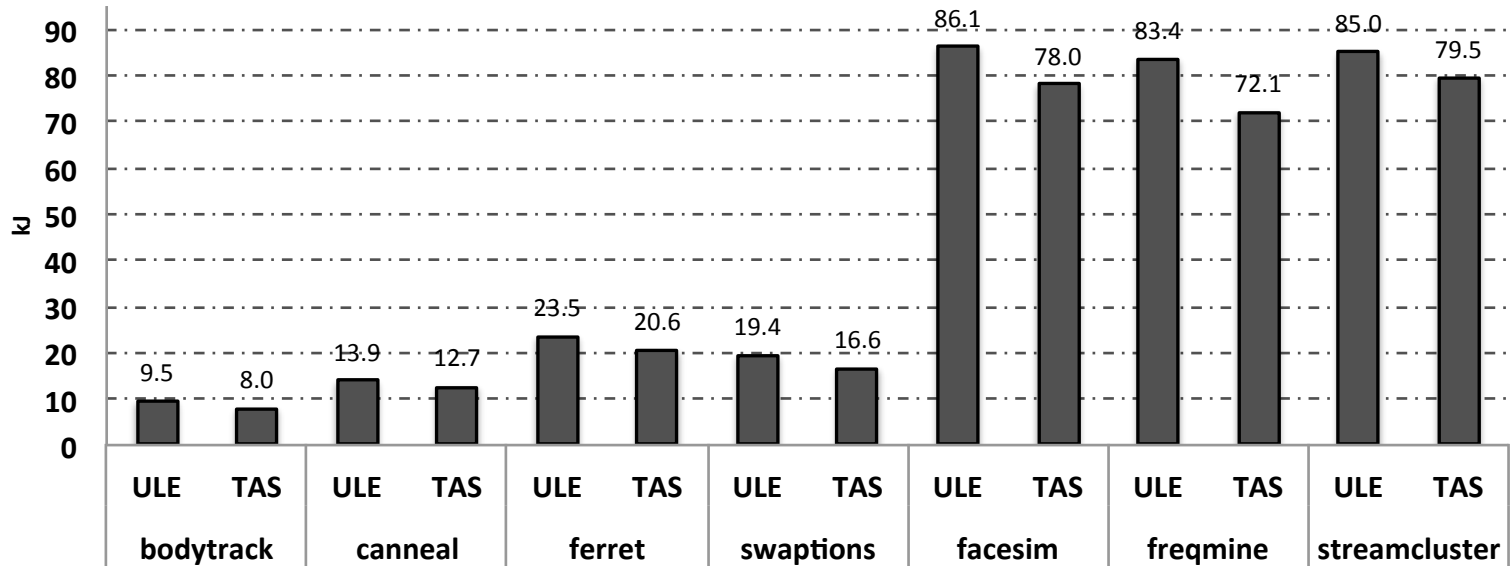 kJ
90
80
70
60
50
40
30
20
10
0
9.5 8.0 13.9 12.7 23.5 20.6 19.4 16.6 86.1 78.0 83.4 72.1 85.0 79.5
ULE TAS ULE TAS ULE TAS ULE TAS ULE TAS ULE TAS ULE TAS
bodytrack canneal ferret swaptions facesim freqmine streamcluster